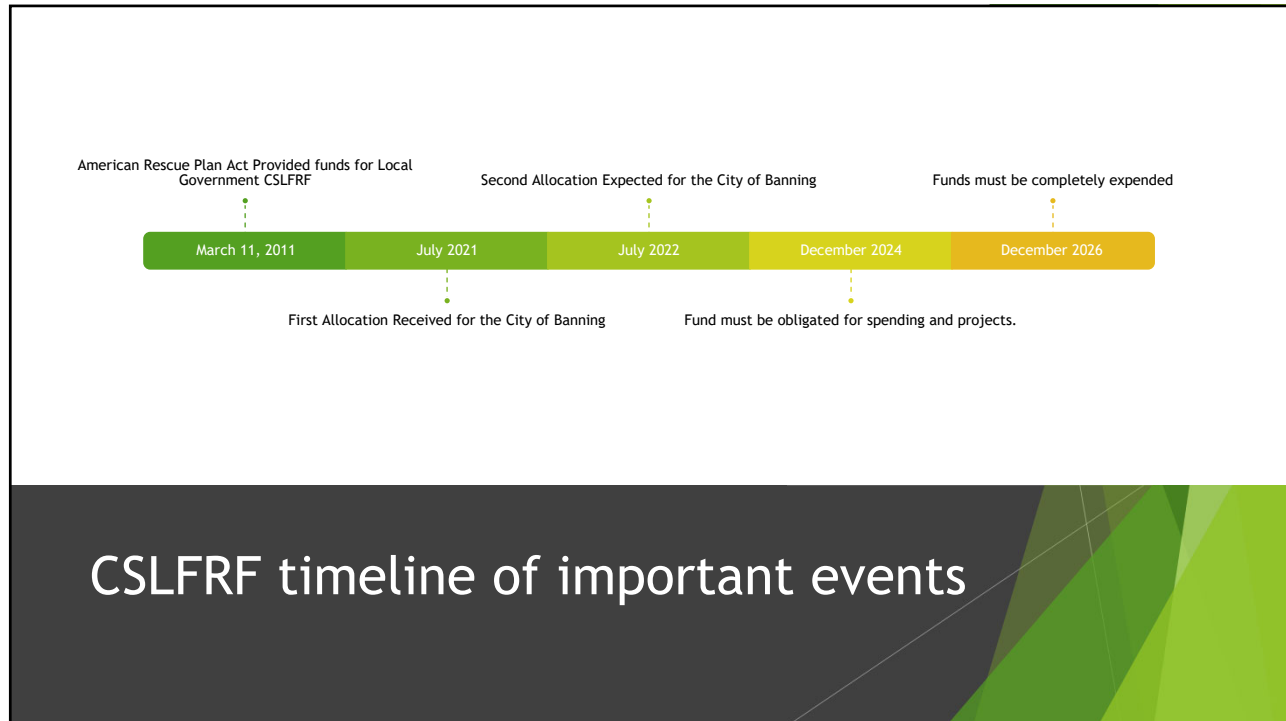 American Rescue Plan Act Provided funds for Local
Government CSLFRF
Second Allocation Expected for the City of Banning
Funds must be completely expended
March 11, 2011
July 2021
July 2022
December 2024
December 2026
First Allocation Received for the City of Banning
Fund must be obligated for spending and projects.
CSLFRF timeline of important events